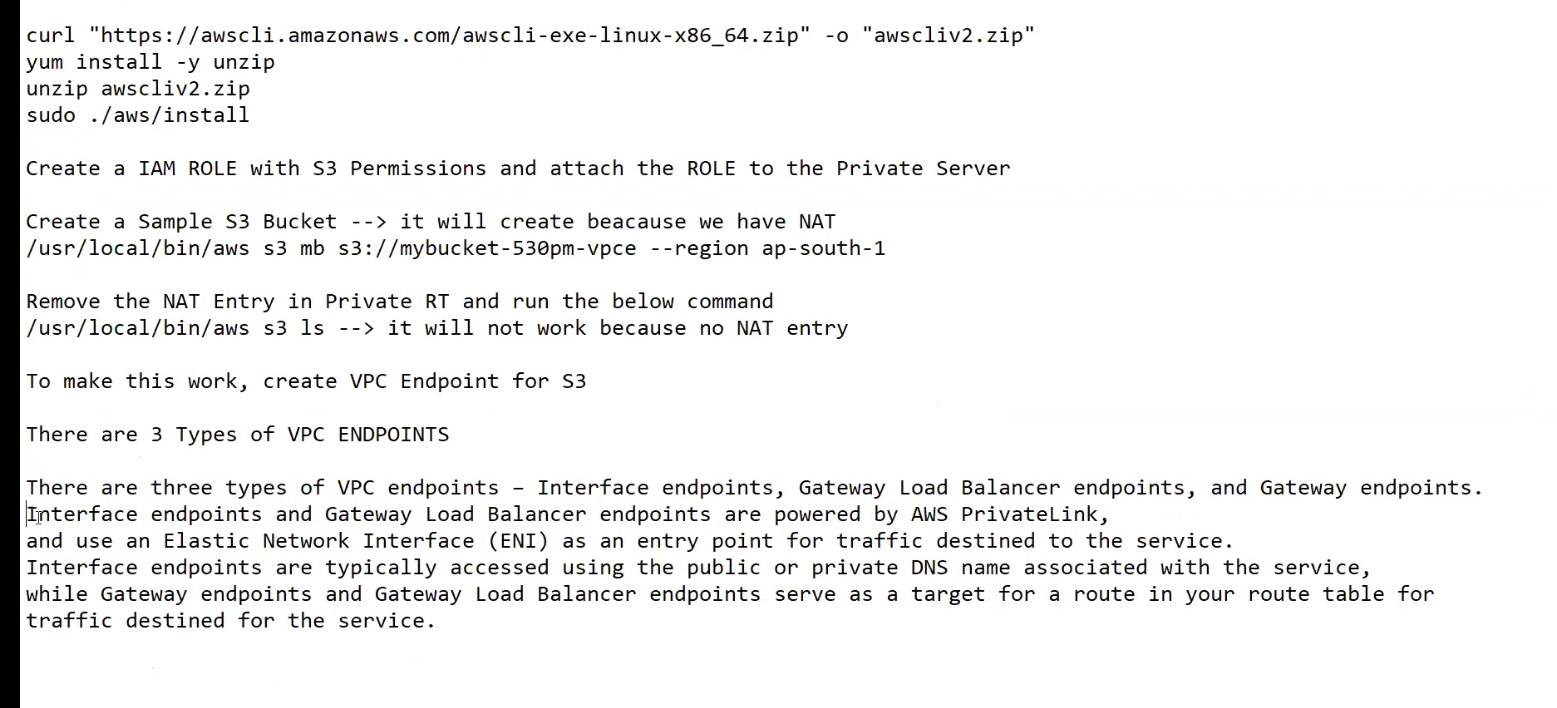 curl "https://awscli.amazonaws.com/awscli-exe-linux-x86_64.zip" -o "awscliv2.zip"
yum install -y unzip
unzip awscliv2.zip
sudo ./aws/install
Create a IAM ROLE with S3 Permissions and attach the ROLE to the Private Server
Create a Sample S3 Bucket --> it will create beacause we have NAT
/usr/local/bin/aws s3 mb s3://mybucket-530pm-vpce --region ap-south-1
Remove the NAT Entry in Private RT and run the below command
/usr/local/bin/aws s3 ls --> it will not work because no NAT entry
To make this work, create VPC Endpoint for S3
There are 3 Types of VPC ENDPOINTS
There are three types of VPC endpoints – Interface endpoints, Gateway Load Balancer endpoints, and Gateway endpoints.
Interface endpoints and Gateway Load Balancer endpoints are powered by AWS PrivateLink,
and use an Elastic Network Interface (ENI) as an entry point for traffic destined to the service.
Interface endpoints are typically accessed using the public or private DNS name associated with the service,
while Gateway endpoints and Gateway Load Balancer endpoints serve as a target for a route in your route table for
traffic destined for the service.